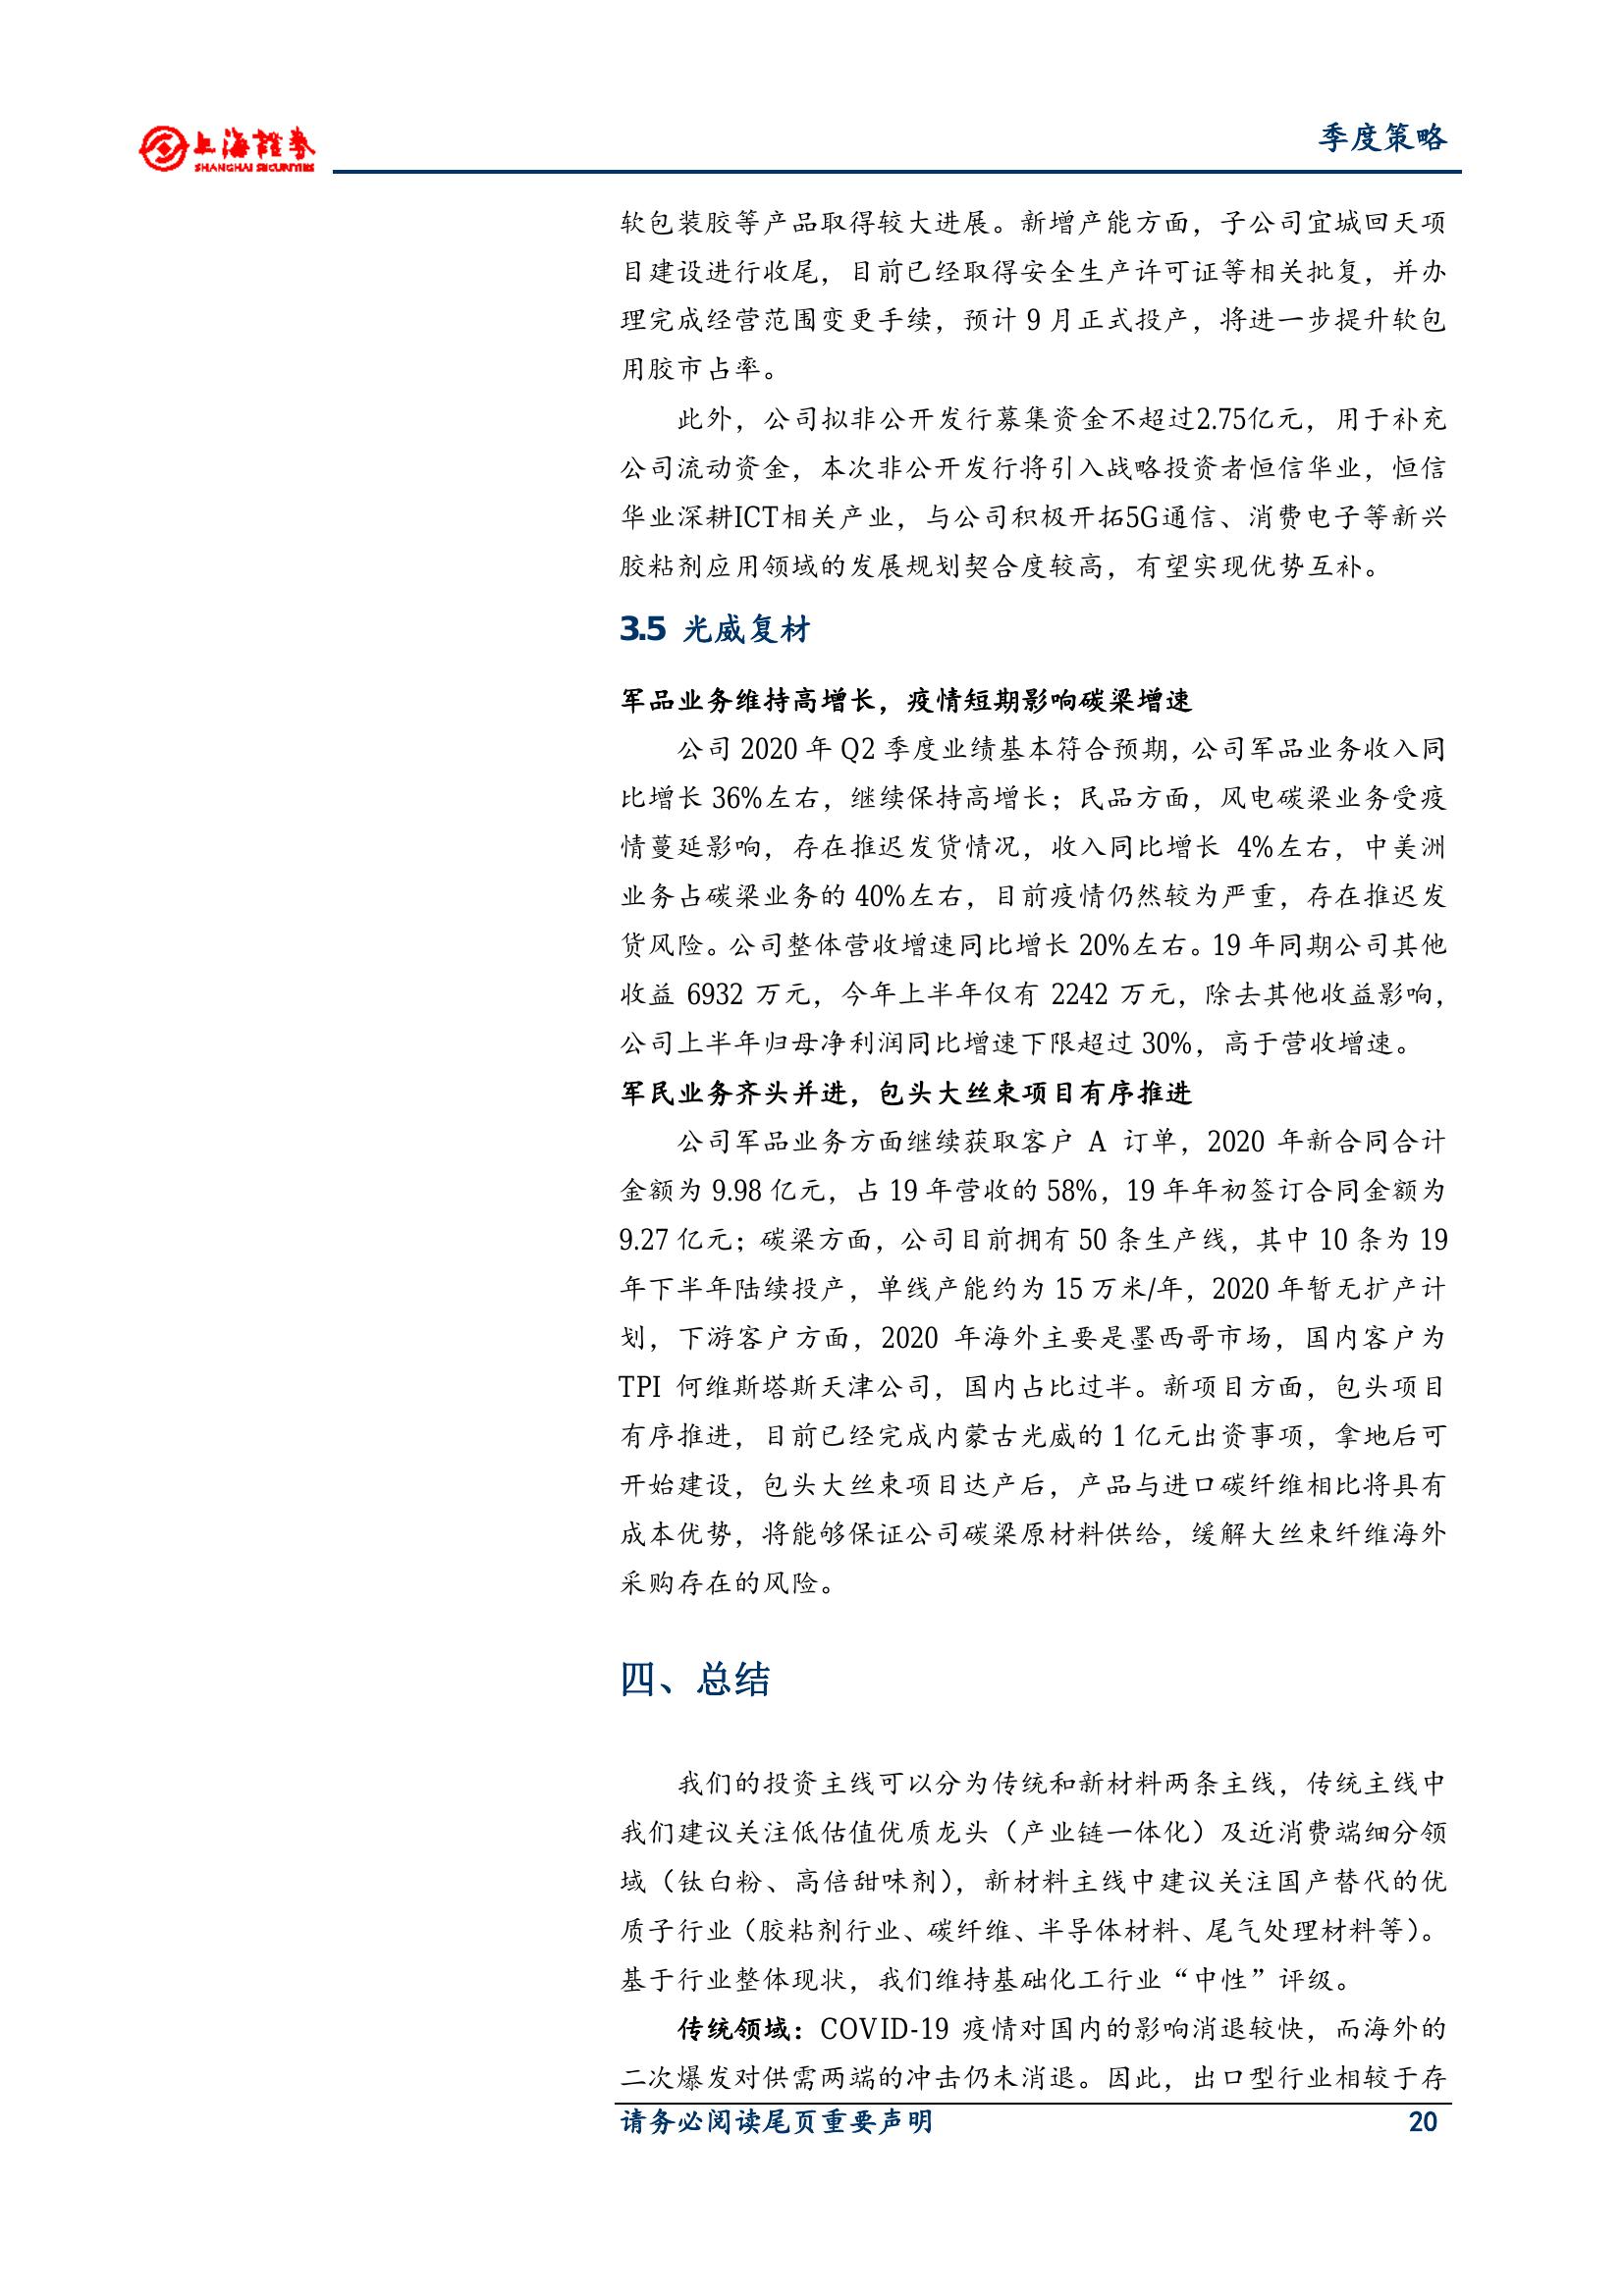 上海證券
SHANGHAI SECURITIES
季度策略
软包装胶等产品取得较大进展。新增产能方面，子公司宜城回天项
目建设进行收尾，目前已经取得安全生产许可证等相关批复，并办
理完成经营范围变更手续，预计 9 月正式投产，将进一步提升软包
用胶市占率。
此外，公司拟非公开发行募集资金不超过2.75亿元，用于补充
公司流动资金，本次非公开发行将引入战略投资者恒信华业，恒信
华业深耕ICT相关产业，与公司积极开拓5G通信、消费电子等新兴
胶粘剂应用领域的发展规划契合度较高，有望实现优势互补。
3.5 光威复材
军品业务维持高增长，疫情短期影响碳梁增速
公司 2020 年 Q2 季度业绩基本符合预期，公司军品业务收入同
比增长 36%左右，继续保持高增长；民品方面，风电碳梁业务受疫
情蔓延影响，存在推迟发货情况，收入同比增长 4%左右，中美洲
业务占碳梁业务的 40%左右，目前疫情仍然较为严重，存在推迟发
货风险。公司整体营收增速同比增长 20%左右。19 年同期公司其他
收益 6932 万元，今年上半年仅有 2242 万元，除去其他收益影响，
公司上半年归母净利润同比增速下限超过 30%，高于营收增速。
军民业务齐头并进，包头大丝束项目有序推进
公司军品业务方面继续获取客户 A 订单，2020 年新合同合计
金额为 9.98 亿元，占 19 年营收的 58%，19 年年初签订合同金额为
9.27 亿元；碳梁方面，公司目前拥有 50 条生产线，其中 10 条为 19
年下半年陆续投产，单线产能约为 15 万米/年，2020 年暂无扩产计
划，下游客户方面，2020 年海外主要是墨西哥市场，国内客户为
TPI 何维斯塔斯天津公司，国内占比过半。新项目方面，包头项目
有序推进，目前已经完成内蒙古光威的 1 亿元出资事项，拿地后可
开始建设，包头大丝束项目达产后，产品与进口碳纤维相比将具有
成本优势，将能够保证公司碳梁原材料供给，缓解大丝束纤维海外
采购存在的风险。
四、总结
我们的投资主线可以分为传统和新材料两条主线，传统主线中
我们建议关注低估值优质龙头（产业链一体化）及近消费端细分领
域（钛白粉、高倍甜味剂），新材料主线中建议关注国产替代的优
质子行业（胶粘剂行业、碳纤维、半导体材料、尾气处理材料等）。
基于行业整体现状，我们维持基础化工行业“中性”评级。
传统领域：COVID-19 疫情对国内的影响消退较快，而海外的
二次爆发对供需两端的冲击仍未消退。因此，出口型行业相较于存
请务必阅读尾页重要声明
20